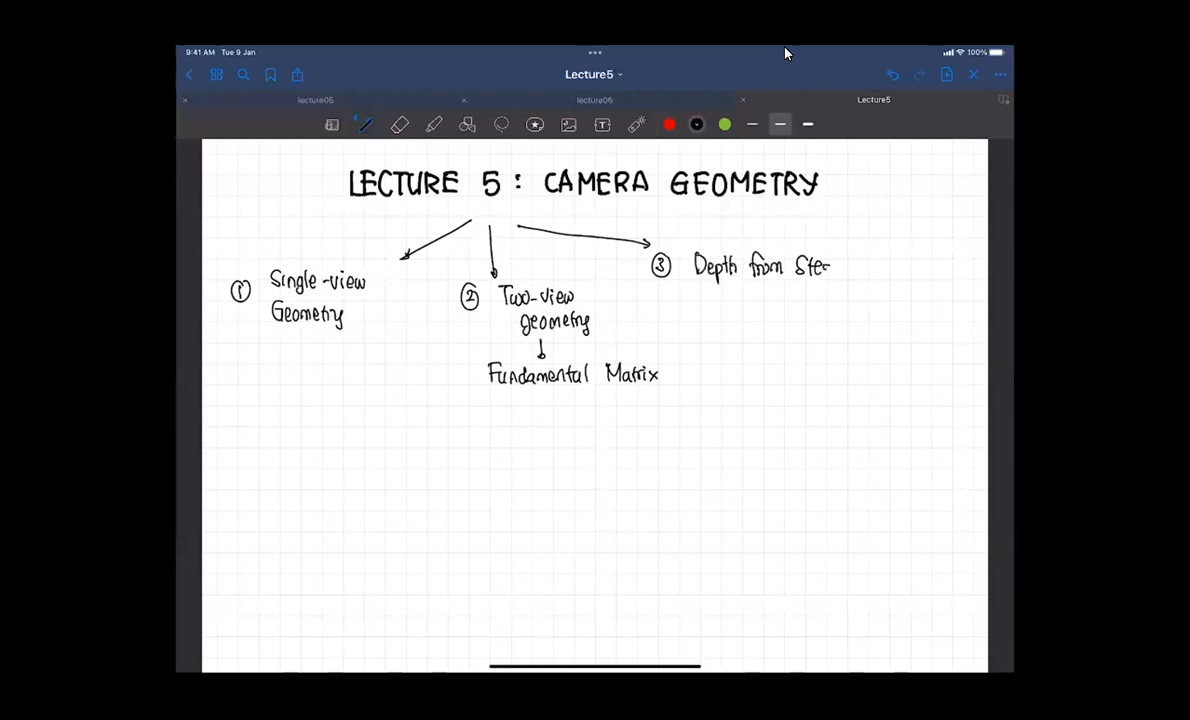 9:41 AM Tue 9 Jan
100%
Lecture5
lecture05
lecture06
Lecture5
LECTURE 5: CAMERA GEOMETRY
① Single-view
Geometry
② Two-view
geometry
Fundamental Matrix
③ Depth from Ste